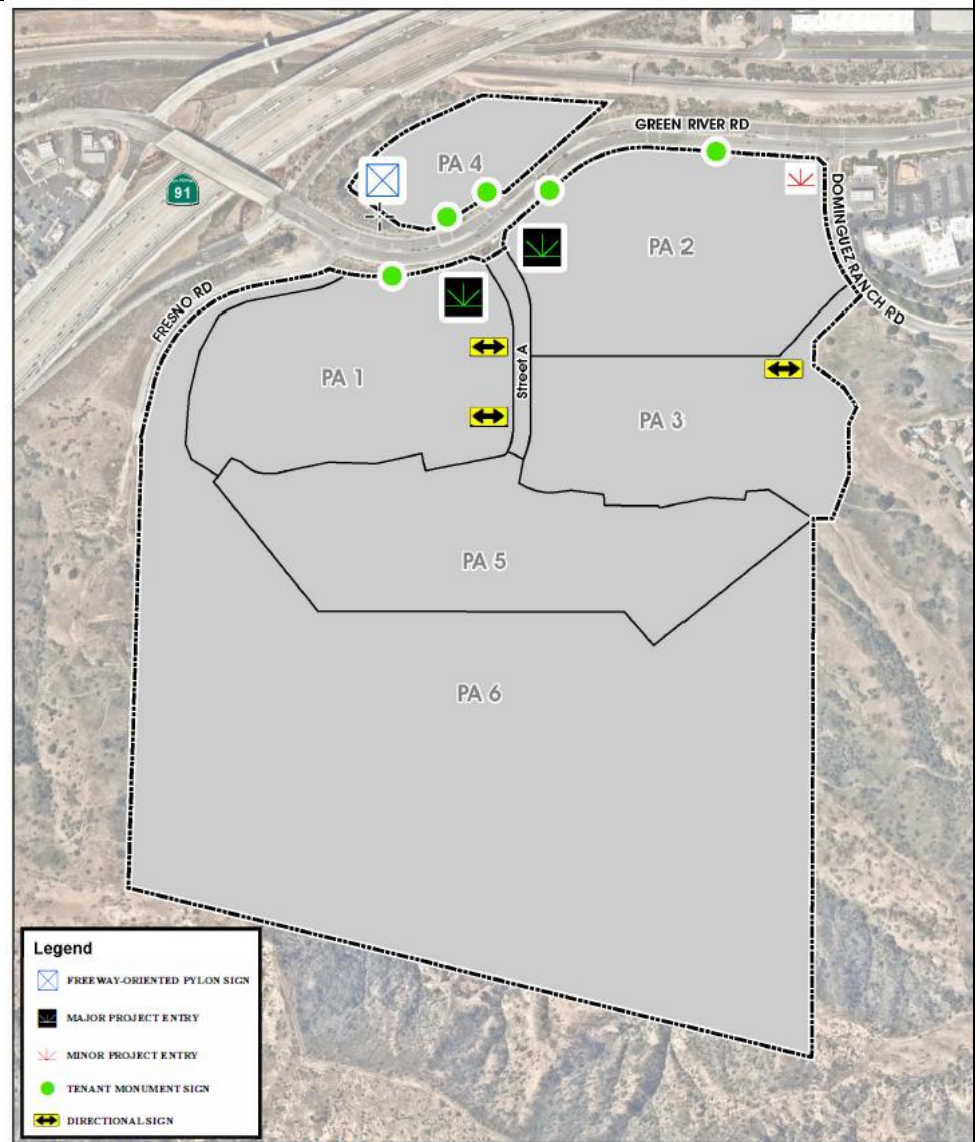 GREEN RIVER RD
PA 4
91
DOMINGUEZ RANCH RD
PA 2
FRESNO RD
Street A
PA 1
PA 3
PA 5
PA 6
Legend
FREEWAY-ORIENTED PYLON SIGN
MAJOR PROJECT ENTRY
MINOR PROJECT ENTRY
TENANT MONUMENT SIGN
DIRECTIONAL SIGN